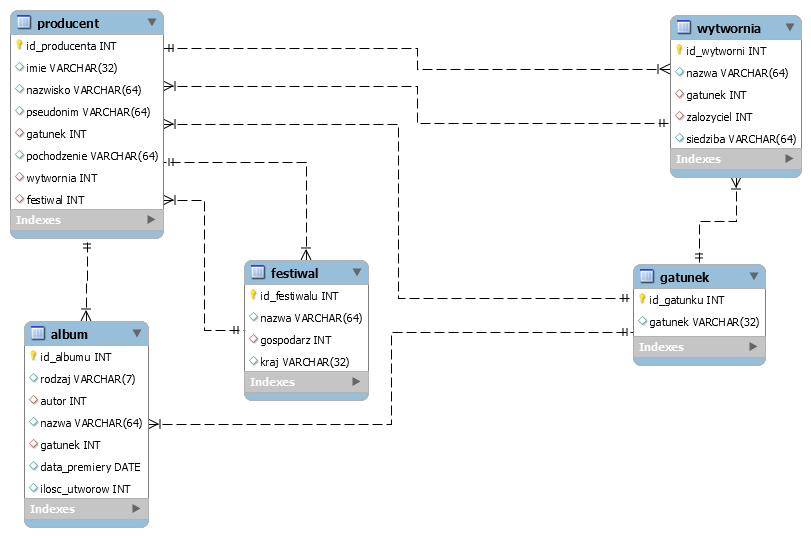 producent
id_producenta INT
imie VARCHAR(32)
nazwisko VARCHAR(64)
pseudonim VARCHAR(64)
gatunek INT
pochodzenie VARCHAR(64)
wytwornia INT
festiwal INT
Indexes
wytwornia
id_wytworni INT
nazwa VARCHAR(64)
gatunek INT
zalozyciel INT
siedziba VARCHAR(64)
Indexes
festiwal
id_festiwalu INT
nazwa VARCHAR(64)
gospodarz INT
kraj VARCHAR(32)
Indexes
gatunek
id_gatunku INT
gatunek VARCHAR(32)
Indexes
album
id_albumu INT
rodzaj VARCHAR(7)
autor INT
nazwa VARCHAR(64)
gatunek INT
data_premiery DATE
ilosc_utworow INT
Indexes